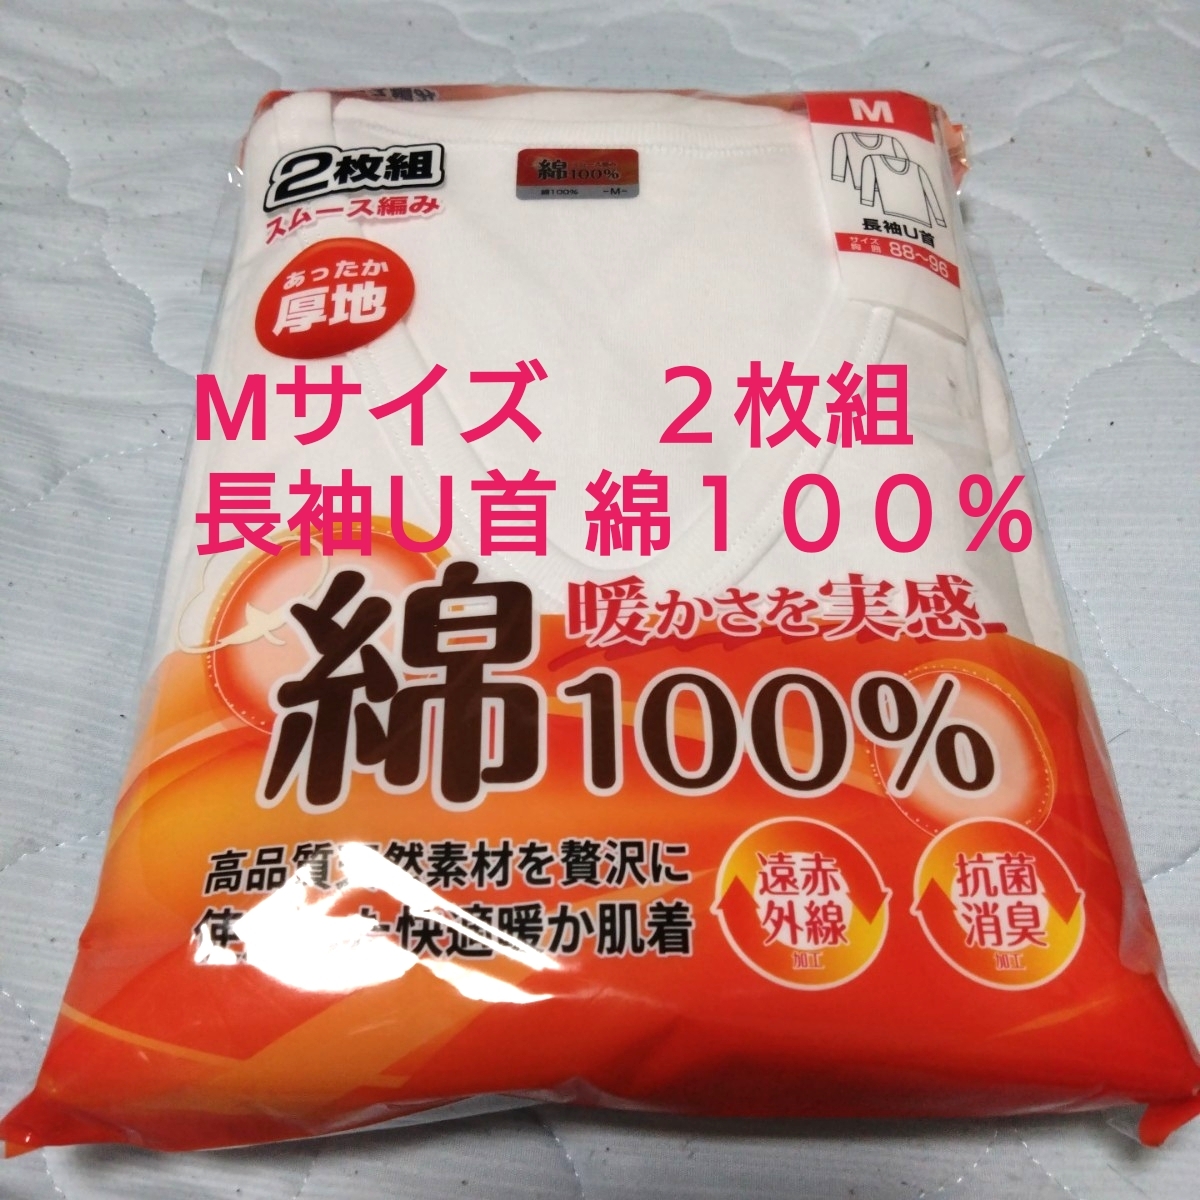 M
2枚組
スムース編み
綿100%
綿100% -M-
長袖U首
サイズ
胸囲 88~96
あったか
厚地
Mサイズ　２枚組
長袖U首 綿１００％
暖かさを実感
綿100%
高品質 然素材を贅沢に
使 た快適暖か肌着
遠赤
外線
加工
抗菌
消臭
加工